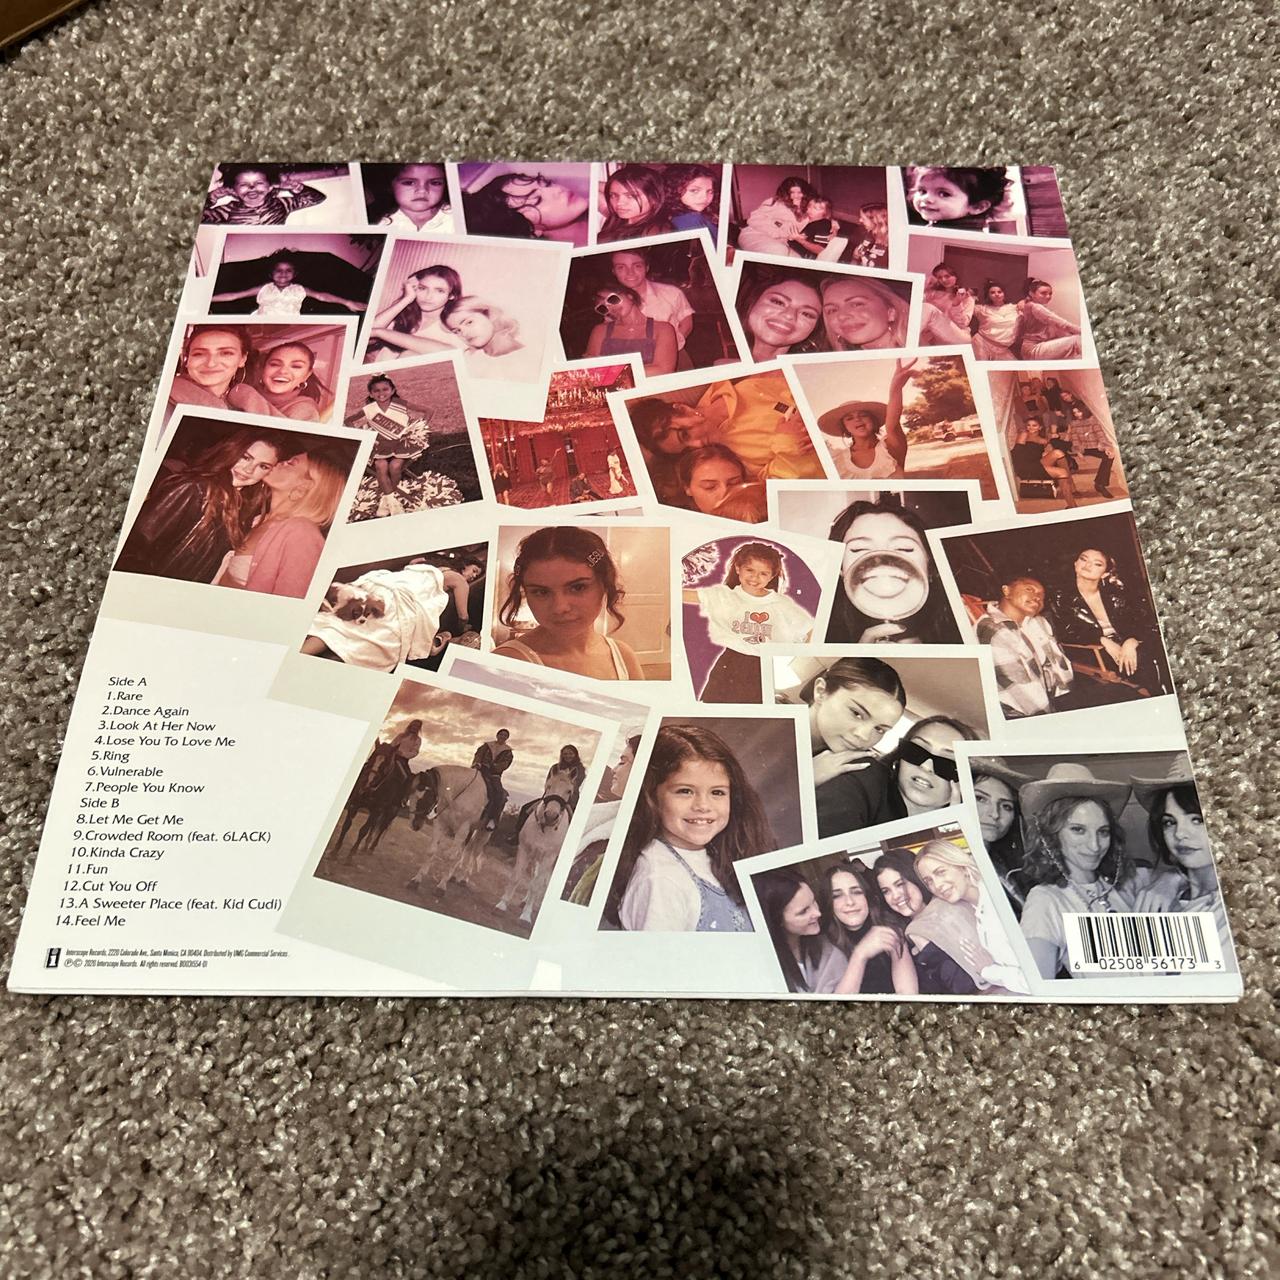 Side A
1.Rare
2.Dance Again
3.Look At Her Now
4.Lose You To Love Me
5.Ring
6.Vulnerable
7.People You Know
Side B
8.Let Me Get Me
9.Crowded Room (feat. 6LACK)
10.Kinda Crazy
11.Fun
12.Cut You Off
13.A Sweeter Place (feat. Kid Cudi)
14.Feel Me
Interscope Records, 2220 Colorado Ave., Santa Monica, CA 90404. Distributed by UMG Commercial Services.
℗© 2020 Interscope Records. All rights reserved.
6 02508 56173 3
JESUS
I ❤